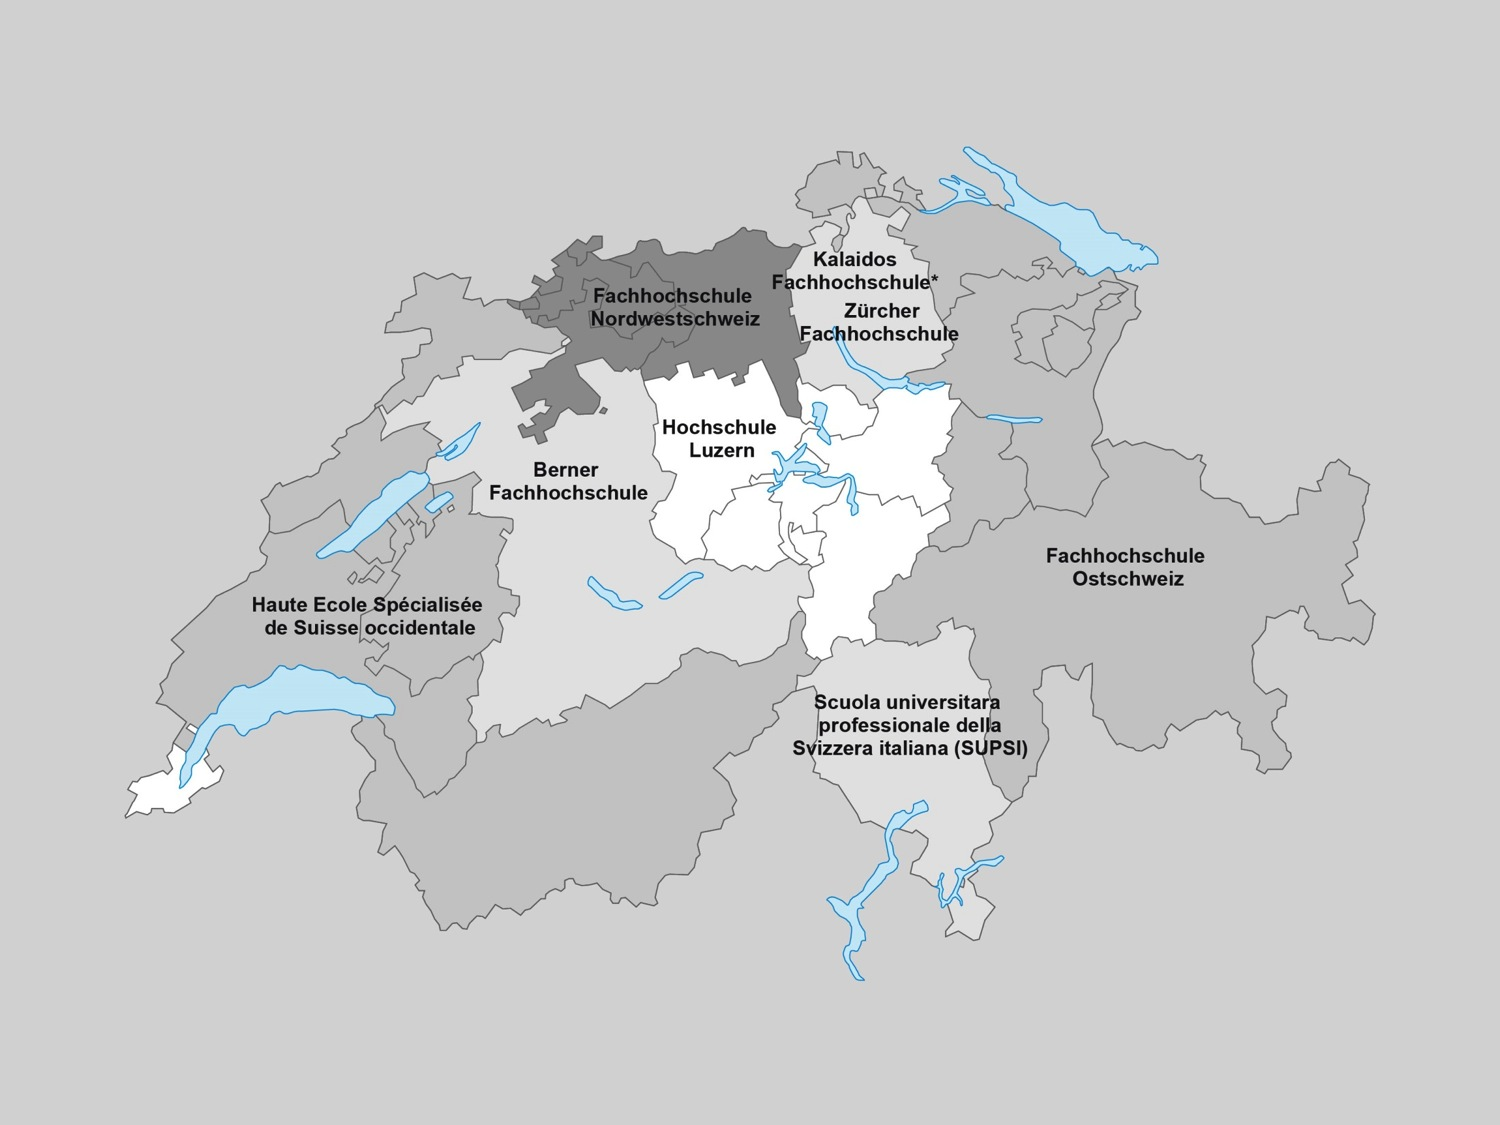 Kalaidos
Fachhochschule*
Zürcher
Fachhochschule
Fachhochschule
Nordwestschweiz
Hochschule
Luzern
Berner
Fachhochschule
Fachhochschule
Ostschweiz
Haute Ecole Spécialisée
de Suisse occidentale
Scuola universitara
professionale della
Svizzera italiana (SUPSI)